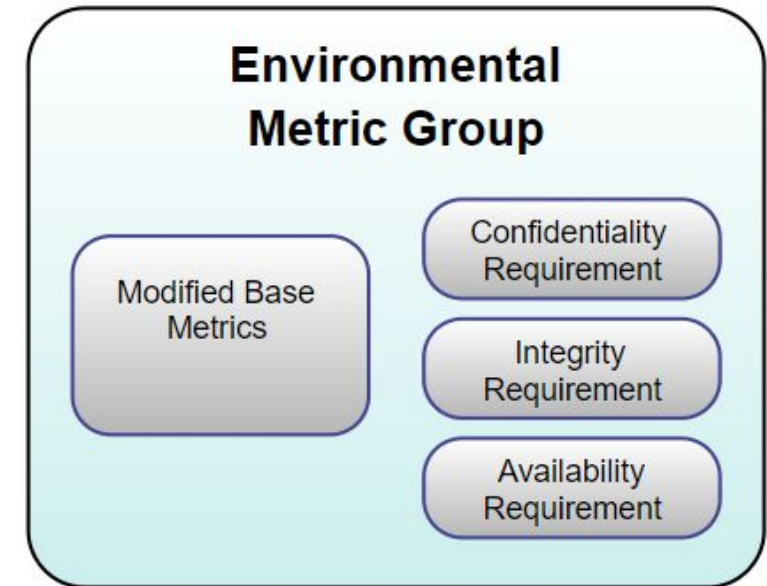 Environmental
Metric Group
Modified Base
Metrics
Confidentiality
Requirement
Integrity
Requirement
Availability
Requirement